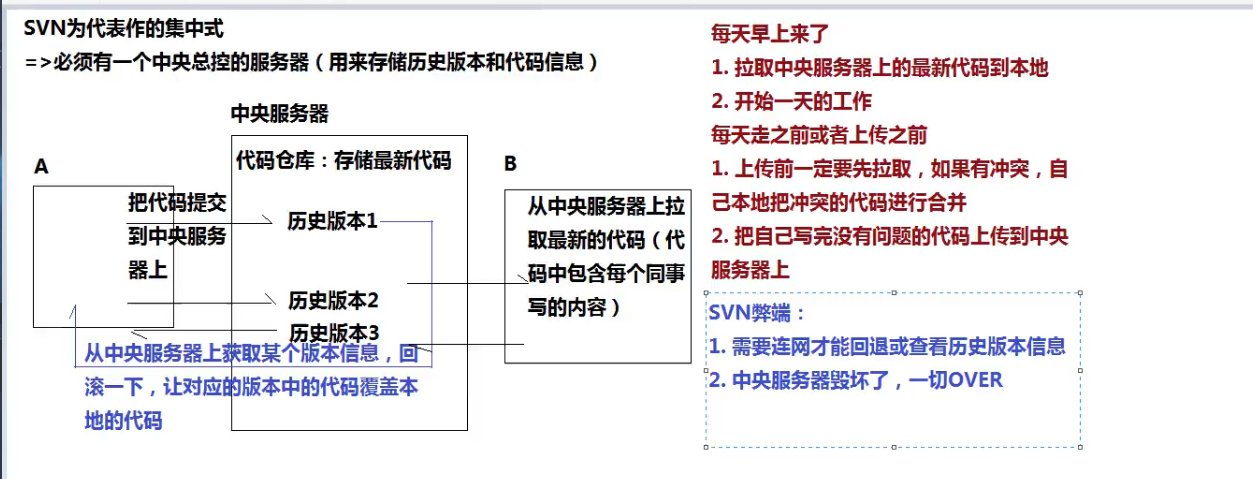 SVN为代表作的集中式
=>必须有一个中央总控的服务器（用来存储历史版本和代码信息）
中央服务器
A
把代码提交
到中央服务
器上
代码仓库：存储最新代码
历史版本1
历史版本2
历史版本3
从中央服务器上获取某个版本信息，回
滚一下，让对应的版本中的代码覆盖本
地的代码
B
从中央服务器上拉
取最新的代码（代
码中包含每个同事
写的内容）
每天早上来了
1. 拉取中央服务器上的最新代码到本地
2. 开始一天的工作
每天走之前或者上传之前
1. 上传前一定要先拉取，如果有冲突，自
己本地把冲突的代码进行合并
2. 把自己写完没有问题的代码上传到中央
服务器上
SVN弊端：
1. 需要连网才能回退或查看历史版本信息
2. 中央服务器毁坏了，一切OVER